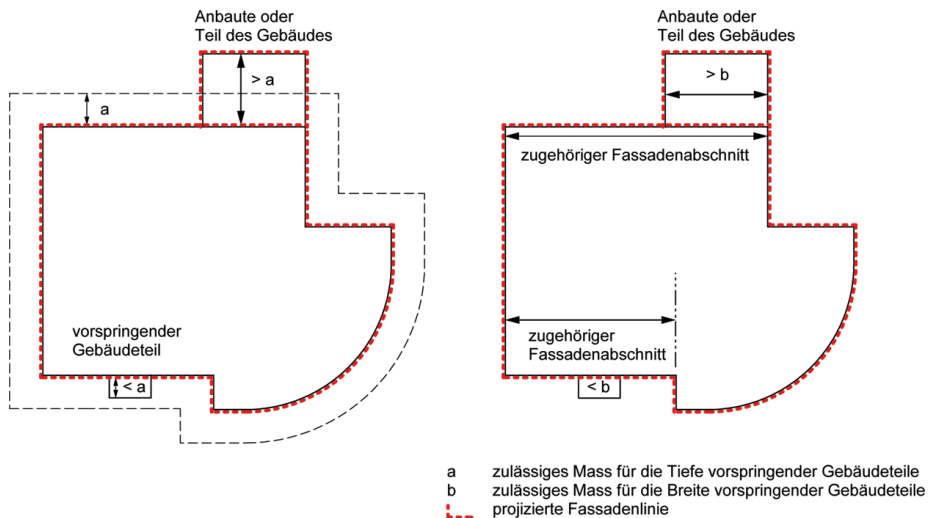 Anbaute oder
Teil des Gebäudes
> a
a
vorspringender
Gebäudeteil
< a
Anbaute oder
Teil des Gebäudes
> b
zugehöriger Fassadenabschnitt
zugehöriger
Fassadenabschnitt
< b
a zulässiges Mass für die Tiefe vorspringender Gebäudeteile
b zulässiges Mass für die Breite vorspringender Gebäudeteile
projizierte Fassadenlinie